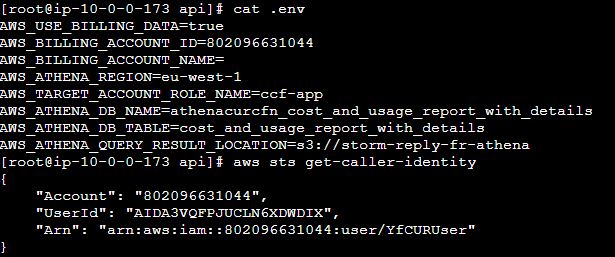 [root@ip-10-0-0-173 api]# cat .env
AWS_USE_BILLING_DATA=true
AWS_BILLING_ACCOUNT_ID=802096631044
AWS_BILLING_ACCOUNT_NAME=
AWS_ATHENA_REGION=eu-west-1
AWS_TARGET_ACCOUNT_ROLE_NAME=ccf-app
AWS_ATHENA_DB_NAME=athenacurcfn_cost_and_usage_report_with_details
AWS_ATHENA_DB_TABLE=cost_and_usage_report_with_details
AWS_ATHENA_QUERY_RESULT_LOCATION=s3://storm-reply-fr-athena
[root@ip-10-0-0-173 api]# aws sts get-caller-identity
{
    "Account": "802096631044",
    "UserId": "AIDA3VQFPJUCLN6XDWDIX",
    "Arn": "arn:aws:iam::802096631044:user/YfCURUser"
}